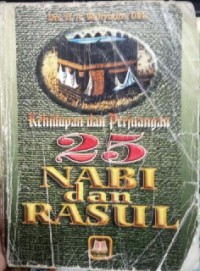 Kehidupan dan Perjuangan
25
NABI
dan
RASUL